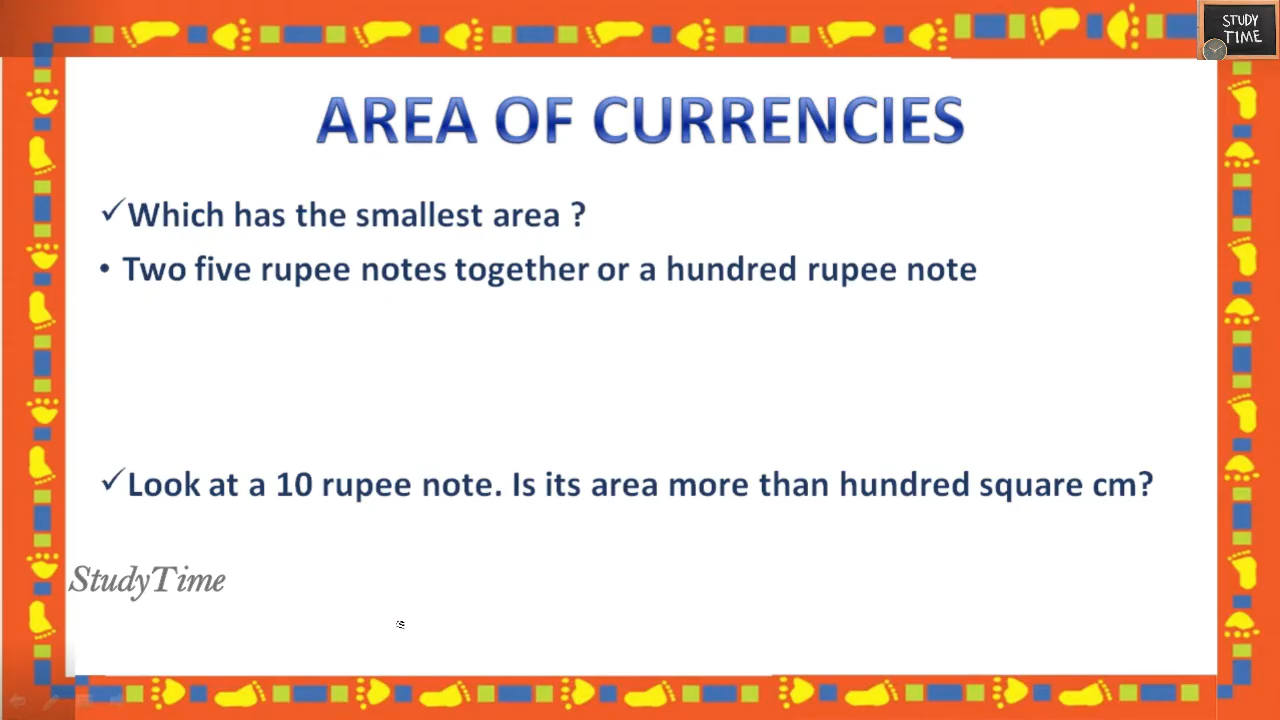 STUDY
TIME
AREA OF CURRENCIES
✓Which has the smallest area ?
• Two five rupee notes together or a hundred rupee note
✓Look at a 10 rupee note. Is its area more than hundred square cm?
StudyTime